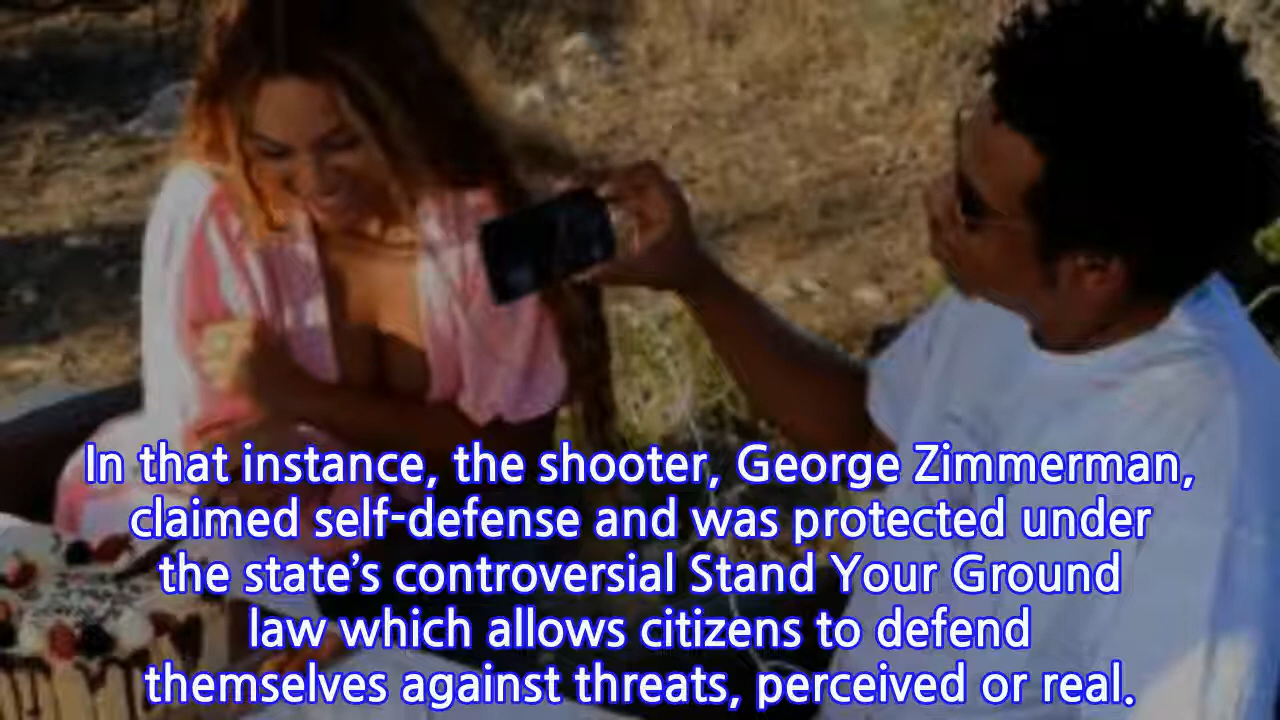 In that instance, the shooter, George Zimmerman,
claimed self-defense and was protected under
the state’s controversial Stand Your Ground
law which allows citizens to defend
themselves against threats, perceived or real.